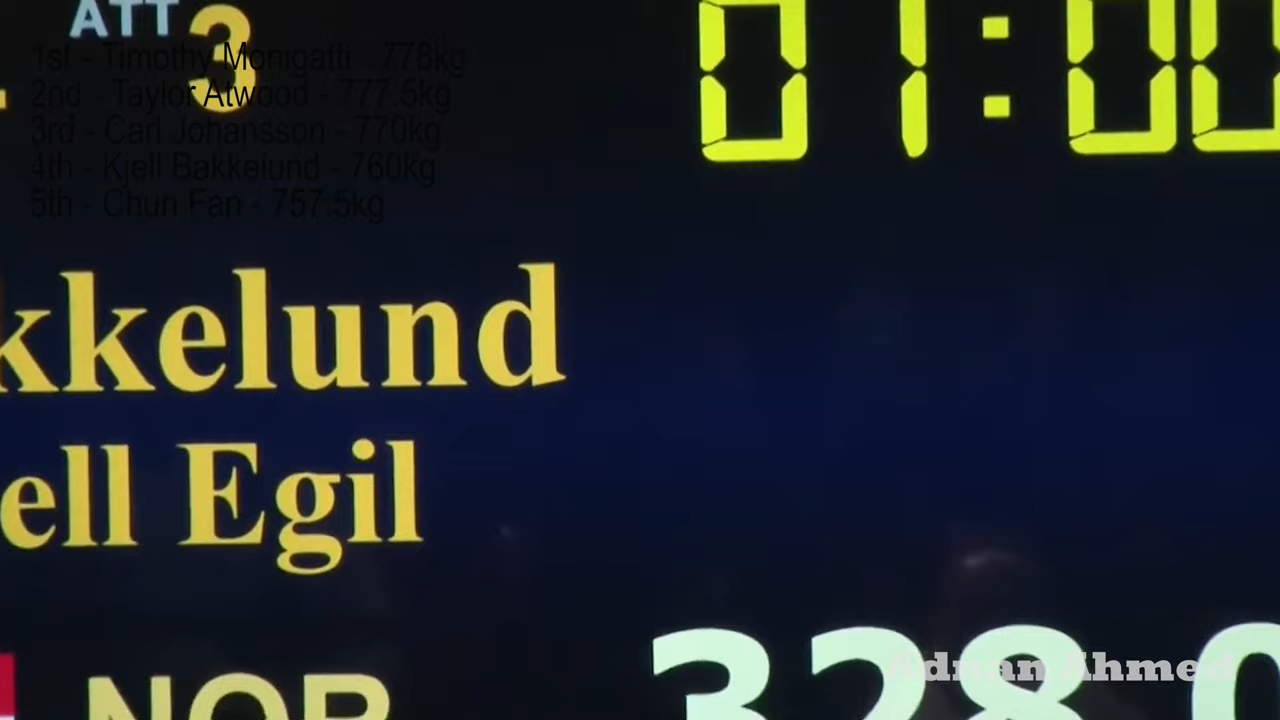 ATT 3
01:00
1st - Timothy Monigatti - 778kg
2nd - Taylor Atwood - 777.5kg
3rd - Carl Johansson - 770kg
4th - Kjell Bakkelund - 760kg
5th - Chun Fan - 757.5kg
kkelund
ell Egil
NOR
328.0
Adnan Ahmed